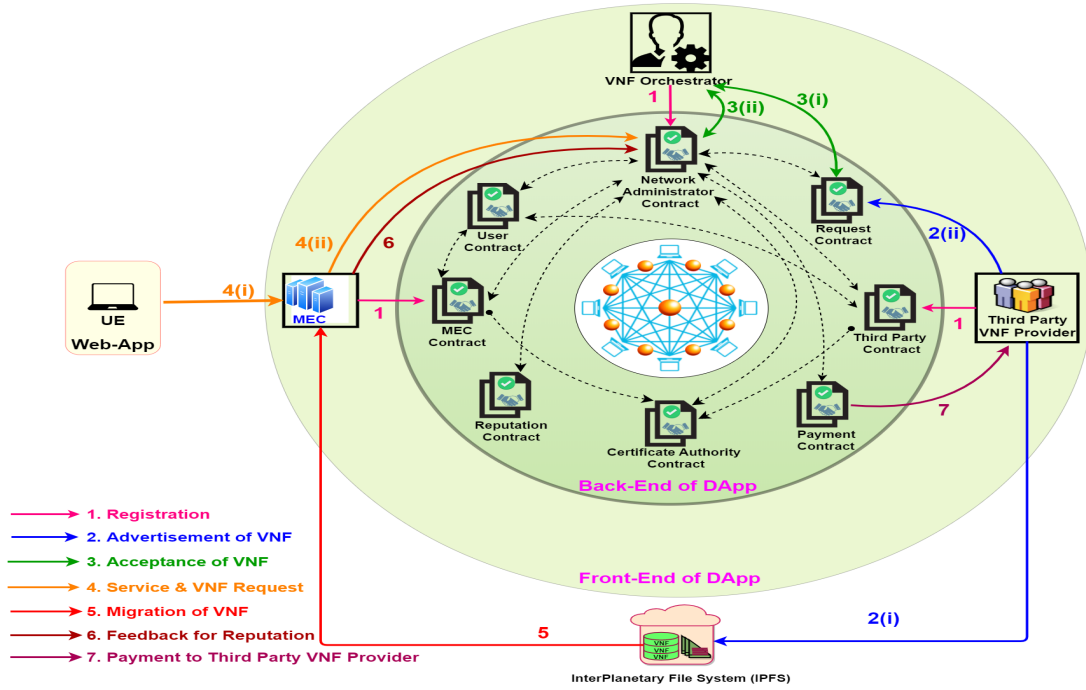 VNF Orchestrator
1
3(ii)
3(i)
Network
Administrator
Contract
Request
Contract
2(ii)
User
Contract
4(ii)
6
4(i)
UE
Web-App
MEC
1
MEC
Contract
Third Party
Contract
1
Third Party
VNF Provider
Reputation
Contract
Certificate Authority
Contract
Payment
Contract
7
Back-End of DApp
Front-End of DApp
1. Registration
2. Advertisement of VNF
3. Acceptance of VNF
4. Service & VNF Request
5. Migration of VNF
6. Feedback for Reputation
7. Payment to Third Party VNF Provider
5
2(i)
VNF
VNF
VNF
InterPlanetary File System (IPFS)